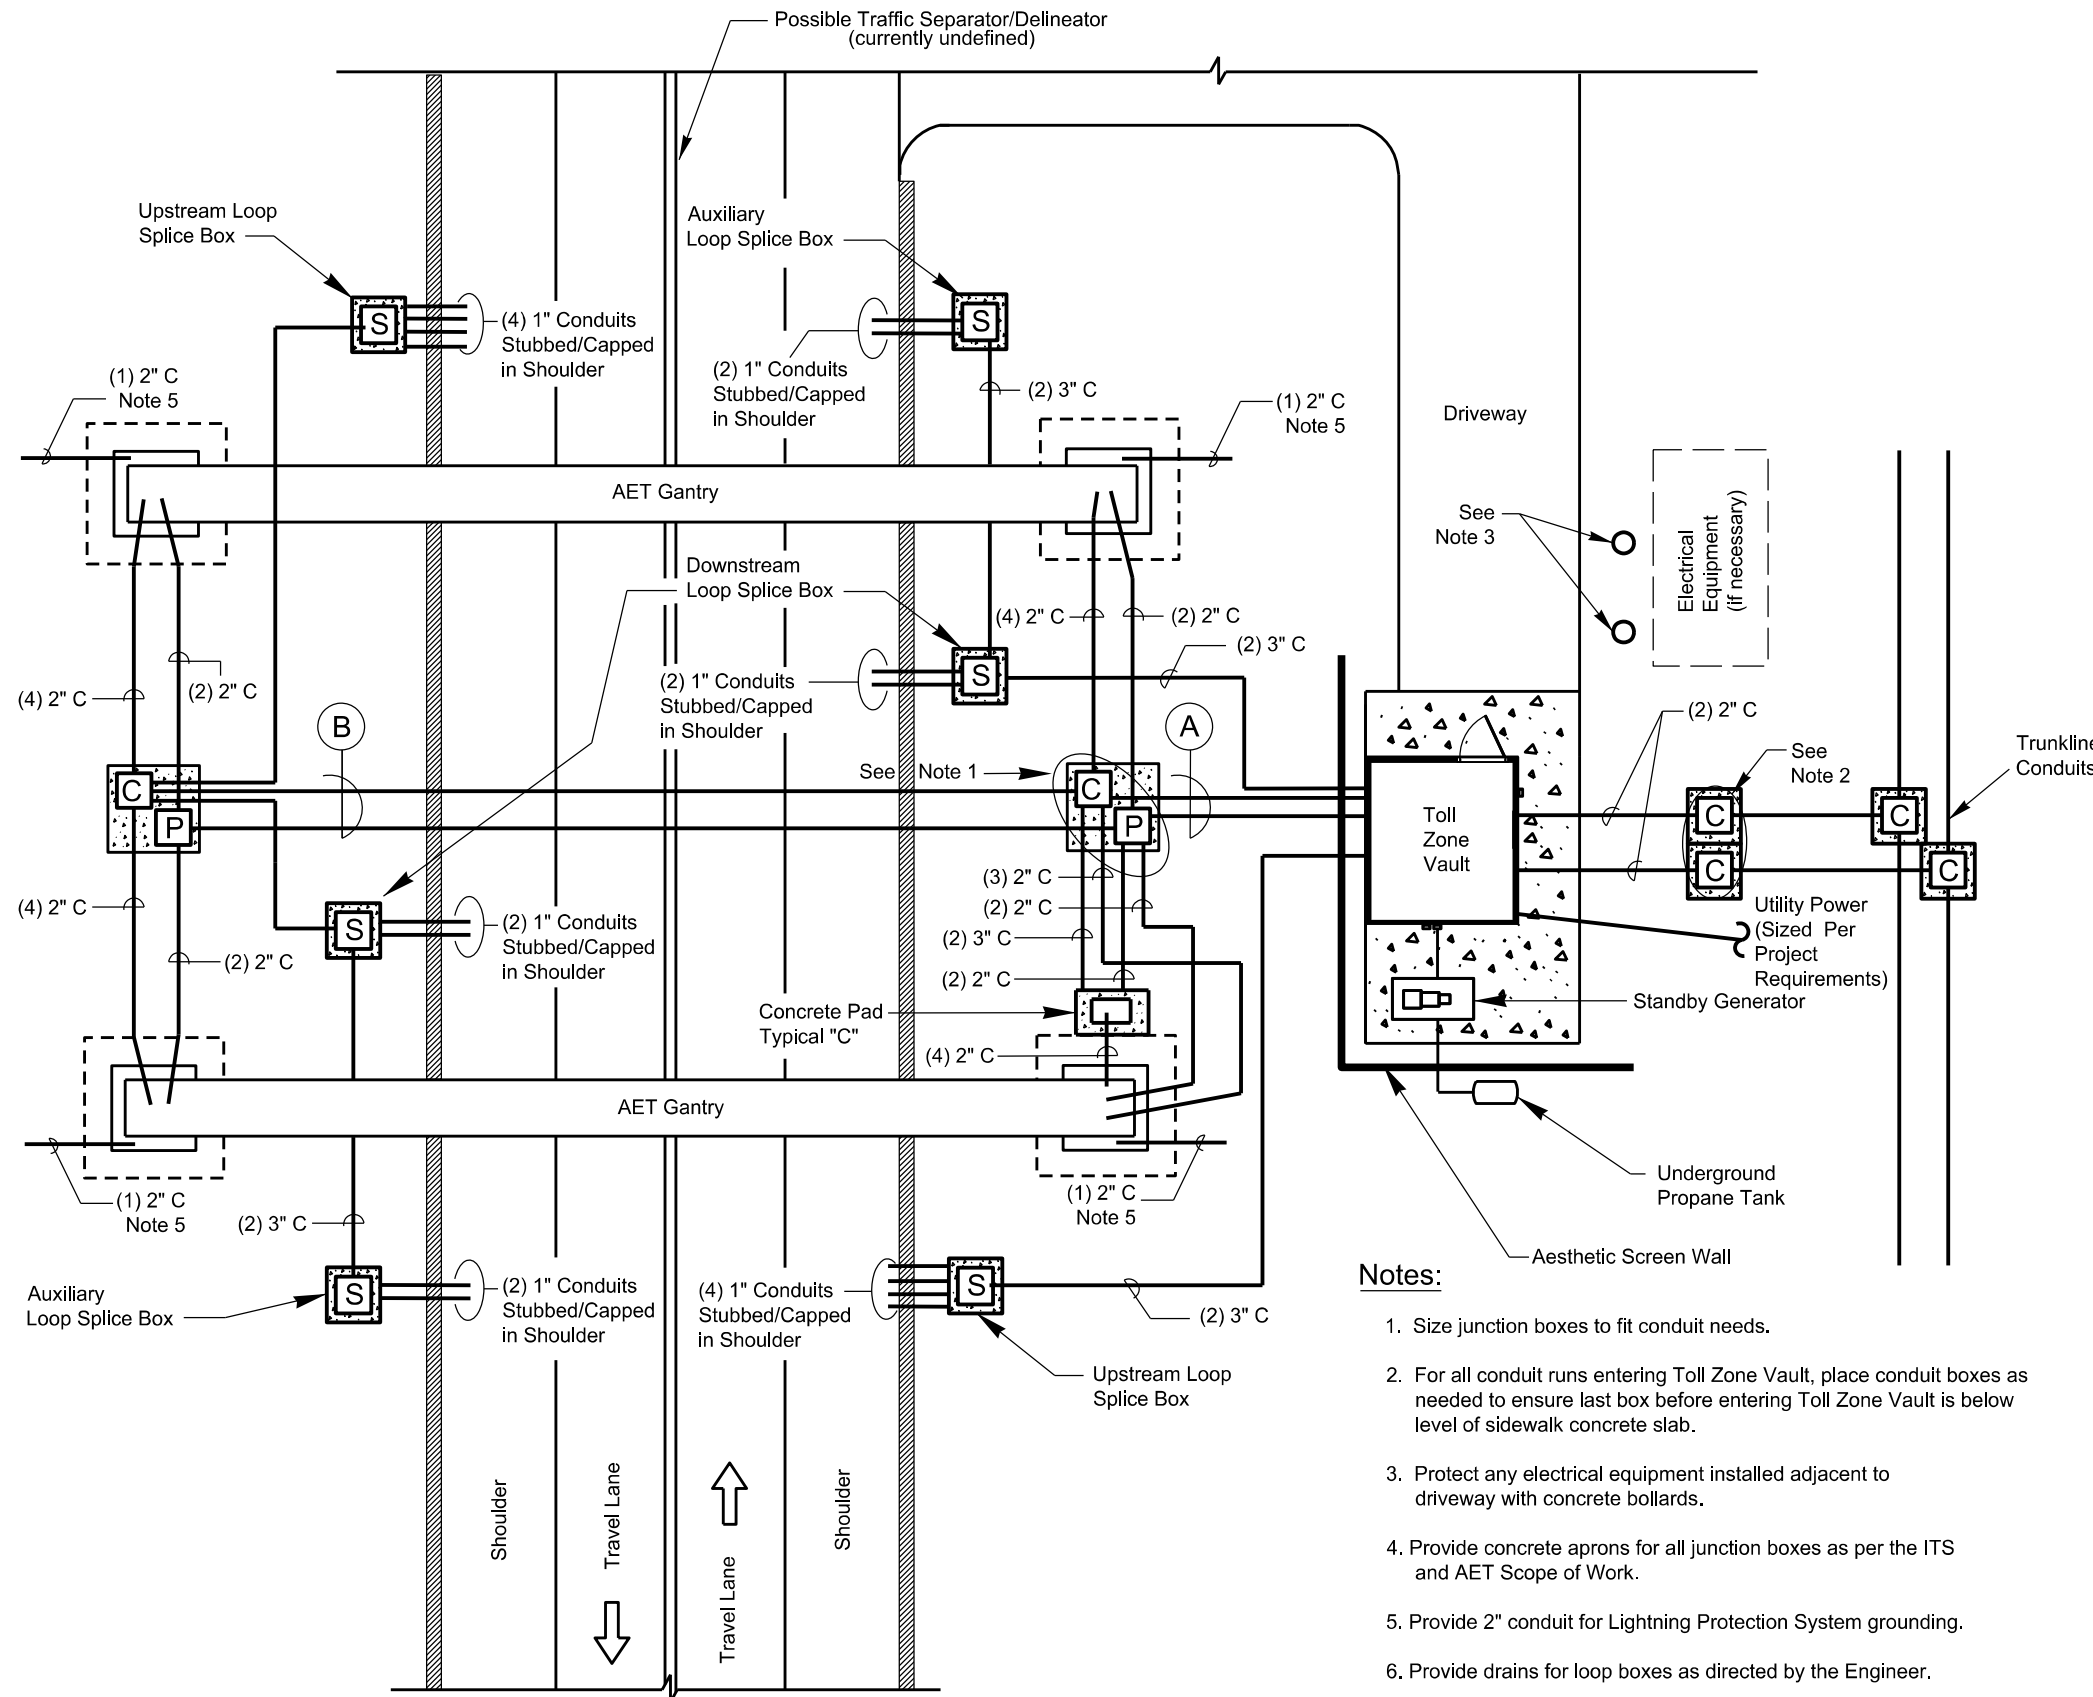 Possible Traffic Separator/Delineator
(currently undefined)
Upstream Loop
Splice Box
Auxiliary
Loop Splice Box
S
(4) 1" Conduits
Stubbed/Capped
in Shoulder
S
(2) 1" Conduits
Stubbed/Capped
in Shoulder
(2) 3" C
(1) 2" C
Note 5
(1) 2" C
Note 5
Driveway
AET Gantry
See
Note 3
Electrical
Equipment
(if necessary)
Downstream
Loop Splice Box
(4) 2" C
(2) 2" C
(2) 3" C
S
(2) 1" Conduits
Stubbed/Capped
in Shoulder
(4) 2" C
(2) 2" C
B
A
(2) 2" C
See
Note 2
Trunkline
Conduits
See Note 1
C
P
C
P
Toll
Zone
Vault
C
C
C
C
(3) 2" C
(2) 2" C
(2) 3" C
(2) 2" C
(4) 2" C
(2) 2" C
S
(2) 1" Conduits
Stubbed/Capped
in Shoulder
Utility Power
(Sized Per
Project
Requirements)
Standby Generator
Concrete Pad
Typical "C"
(4) 2" C
AET Gantry
(1) 2" C
Note 5
(2) 3" C
(1) 2" C
Note 5
Underground
Propane Tank
Aesthetic Screen Wall
Auxiliary
Loop Splice Box
S
(2) 1" Conduits
Stubbed/Capped
in Shoulder
(4) 1" Conduits
Stubbed/Capped
in Shoulder
S
(2) 3" C
Upstream Loop
Splice Box
Shoulder
Travel Lane
Travel Lane
Shoulder
Notes:
1. Size junction boxes to fit conduit needs.
2. For all conduit runs entering Toll Zone Vault, place conduit boxes as
needed to ensure last box before entering Toll Zone Vault is below
level of sidewalk concrete slab.
3. Protect any electrical equipment installed adjacent to
driveway with concrete bollards.
4. Provide concrete aprons for all junction boxes as per the ITS
and AET Scope of Work.
5. Provide 2" conduit for Lightning Protection System grounding.
6. Provide drains for loop boxes as directed by the Engineer.